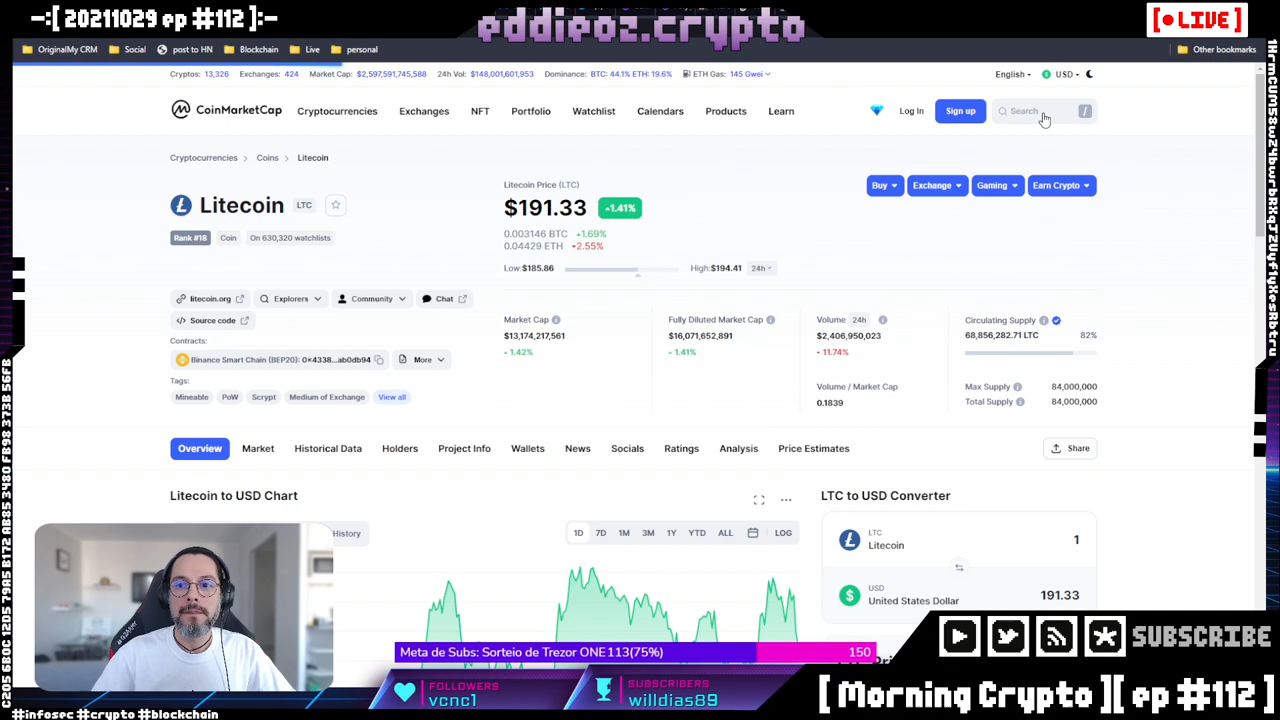 -:[ 20211029 ep #112 ]:-
eddieoz.crypto
[●LIVE]
OriginalMy CRM Social post to HN Blockchain Live personal Other bookmarks
Cryptos: 13,326 Exchanges: 424 Market Cap: $2,597,591,745,588 24h Vol: $148,001,601,953 Dominance: BTC: 44.1% ETH: 19.6% ETH Gas: 145 Gwei English USD
CoinMarketCap Cryptocurrencies Exchanges NFT Portfolio Watchlist Calendars Products Learn Log In Sign up Search /
Cryptocurrencies > Coins > Litecoin
Litecoin Price (LTC)
Buy Exchange Gaming Earn Crypto
Litecoin LTC
$191.33 1.41%
0.003146 BTC 1.69%
Rank #18 Coin On 630,320 watchlists
0.04429 ETH 2.55%
Low:$185.86 High:$194.41 24h
litecoin.org Explorers Community Chat
Source code
Market Cap Fully Diluted Market Cap Volume 24h Circulating Supply
$13,174,217,561 $16,071,652,891 $2,406,950,023 68,856,282.71 LTC 82%
1.42% 1.41% 11.74%
Contracts:
Binance Smart Chain (BEP20): 0x4338...ab0db94 More
Tags:
Mineable PoW Scrypt Medium of Exchange View all
Volume / Market Cap
0.1839
Max Supply 84,000,000
Total Supply 84,000,000
Overview Market Historical Data Holders Project Info Wallets News Socials Ratings Analysis Price Estimates Share
Litecoin to USD Chart
LTC to USD Converter
History 1D 7D 1M 3M 1Y YTD ALL LOG
LTC
Litecoin 1
USD
United States Dollar 191.33
Meta de Subs: Sorteio de Trezor ONE 113(75%) 150
SUBSCRIBE
FOLLOWERS
vcnc1
SUBSCRIBERS
willdias89
[ Morning Crypto ][ ep #112 ]
#infosec #crypto #blockchain